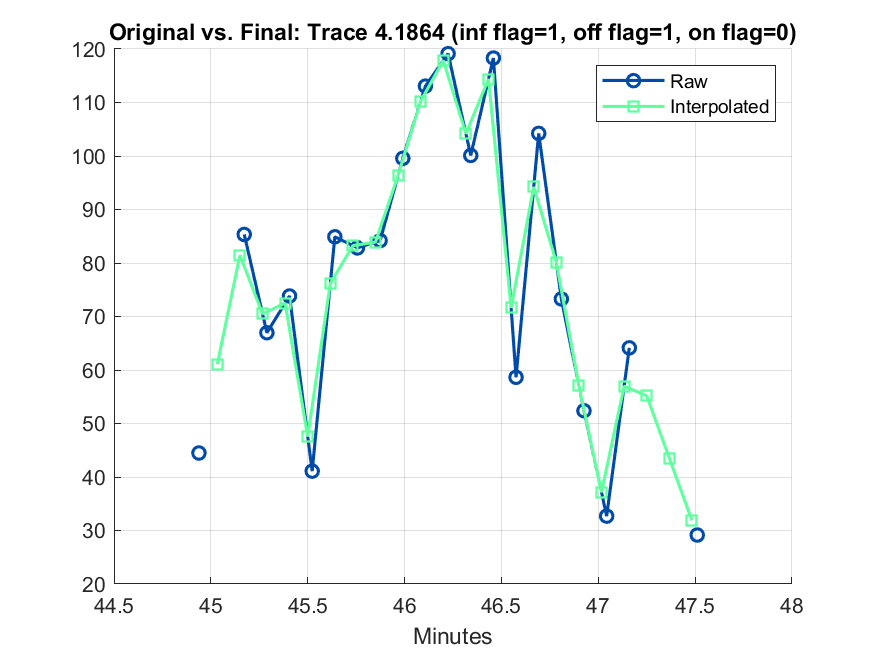 Original vs. Final: Trace 4.1864 (inf flag=1, off flag=1, on flag=0)
120
110
100
90
80
70
60
50
40
30
20
Raw
Interpolated
44.5 45 45.5 46 46.5 47 47.5 48
Minutes